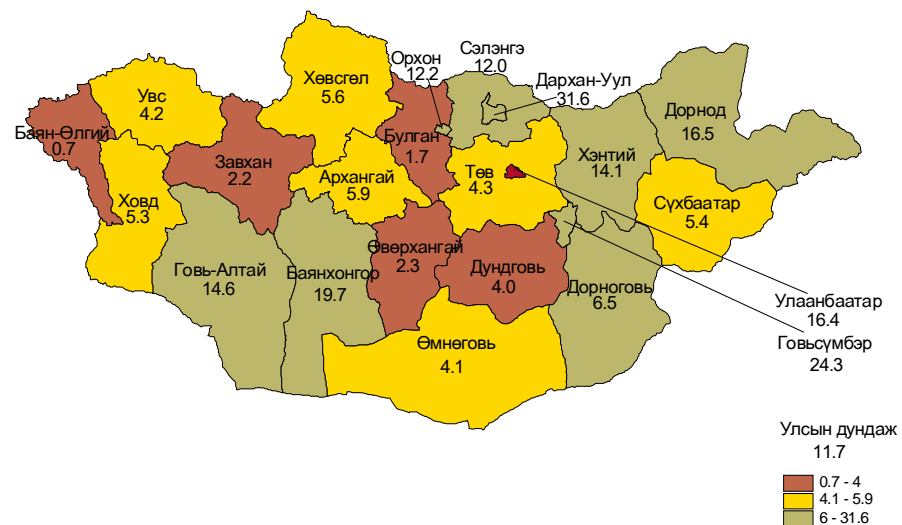 Орхон
12.2
Сэлэнгэ
12.0
Дархан-Уул
31.6
Хөвсгөл
5.6
Увс
4.2
Баян-Өлгий
0.7
Завхан
2.2
Булган
1.7
Архангай
5.9
Төв
4.3
Хэнтий
14.1
Дорнод
16.5
Ховд
5.3
Сүхбаатар
5.4
Говь-Алтай
14.6
Баянхонгор
19.7
Өвөрхангай
2.3
Дундговь
4.0
Дорноговь
6.5
Өмнөговь
4.1
Улаанбаатар
16.4
Говьсүмбэр
24.3
Улсын дундаж
11.7
0.7 - 4
4.1 - 5.9
6 - 31.6